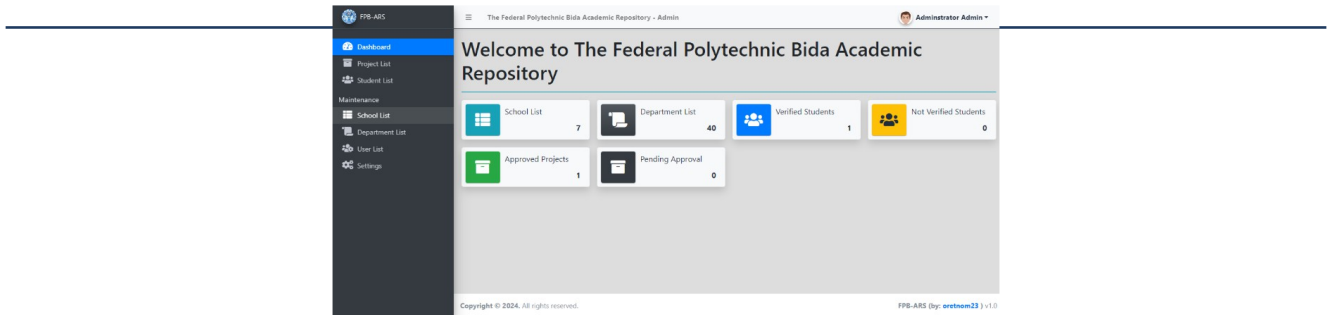 FPB-ARS
The Federal Polytechnic Bida Academic Repository - Admin
Adminstrator Admin
Dashboard
Project List
Student List
Maintenance
School List
Department List
User List
Settings
Welcome to The Federal Polytechnic Bida Academic
Repository
School List
7
Department List
40
Verified Students
1
Not Verified Students
0
Approved Projects
1
Pending Approval
0
Copyright © 2024. All rights reserved.
FPB-ARS (by: oretnom23 ) v1.0